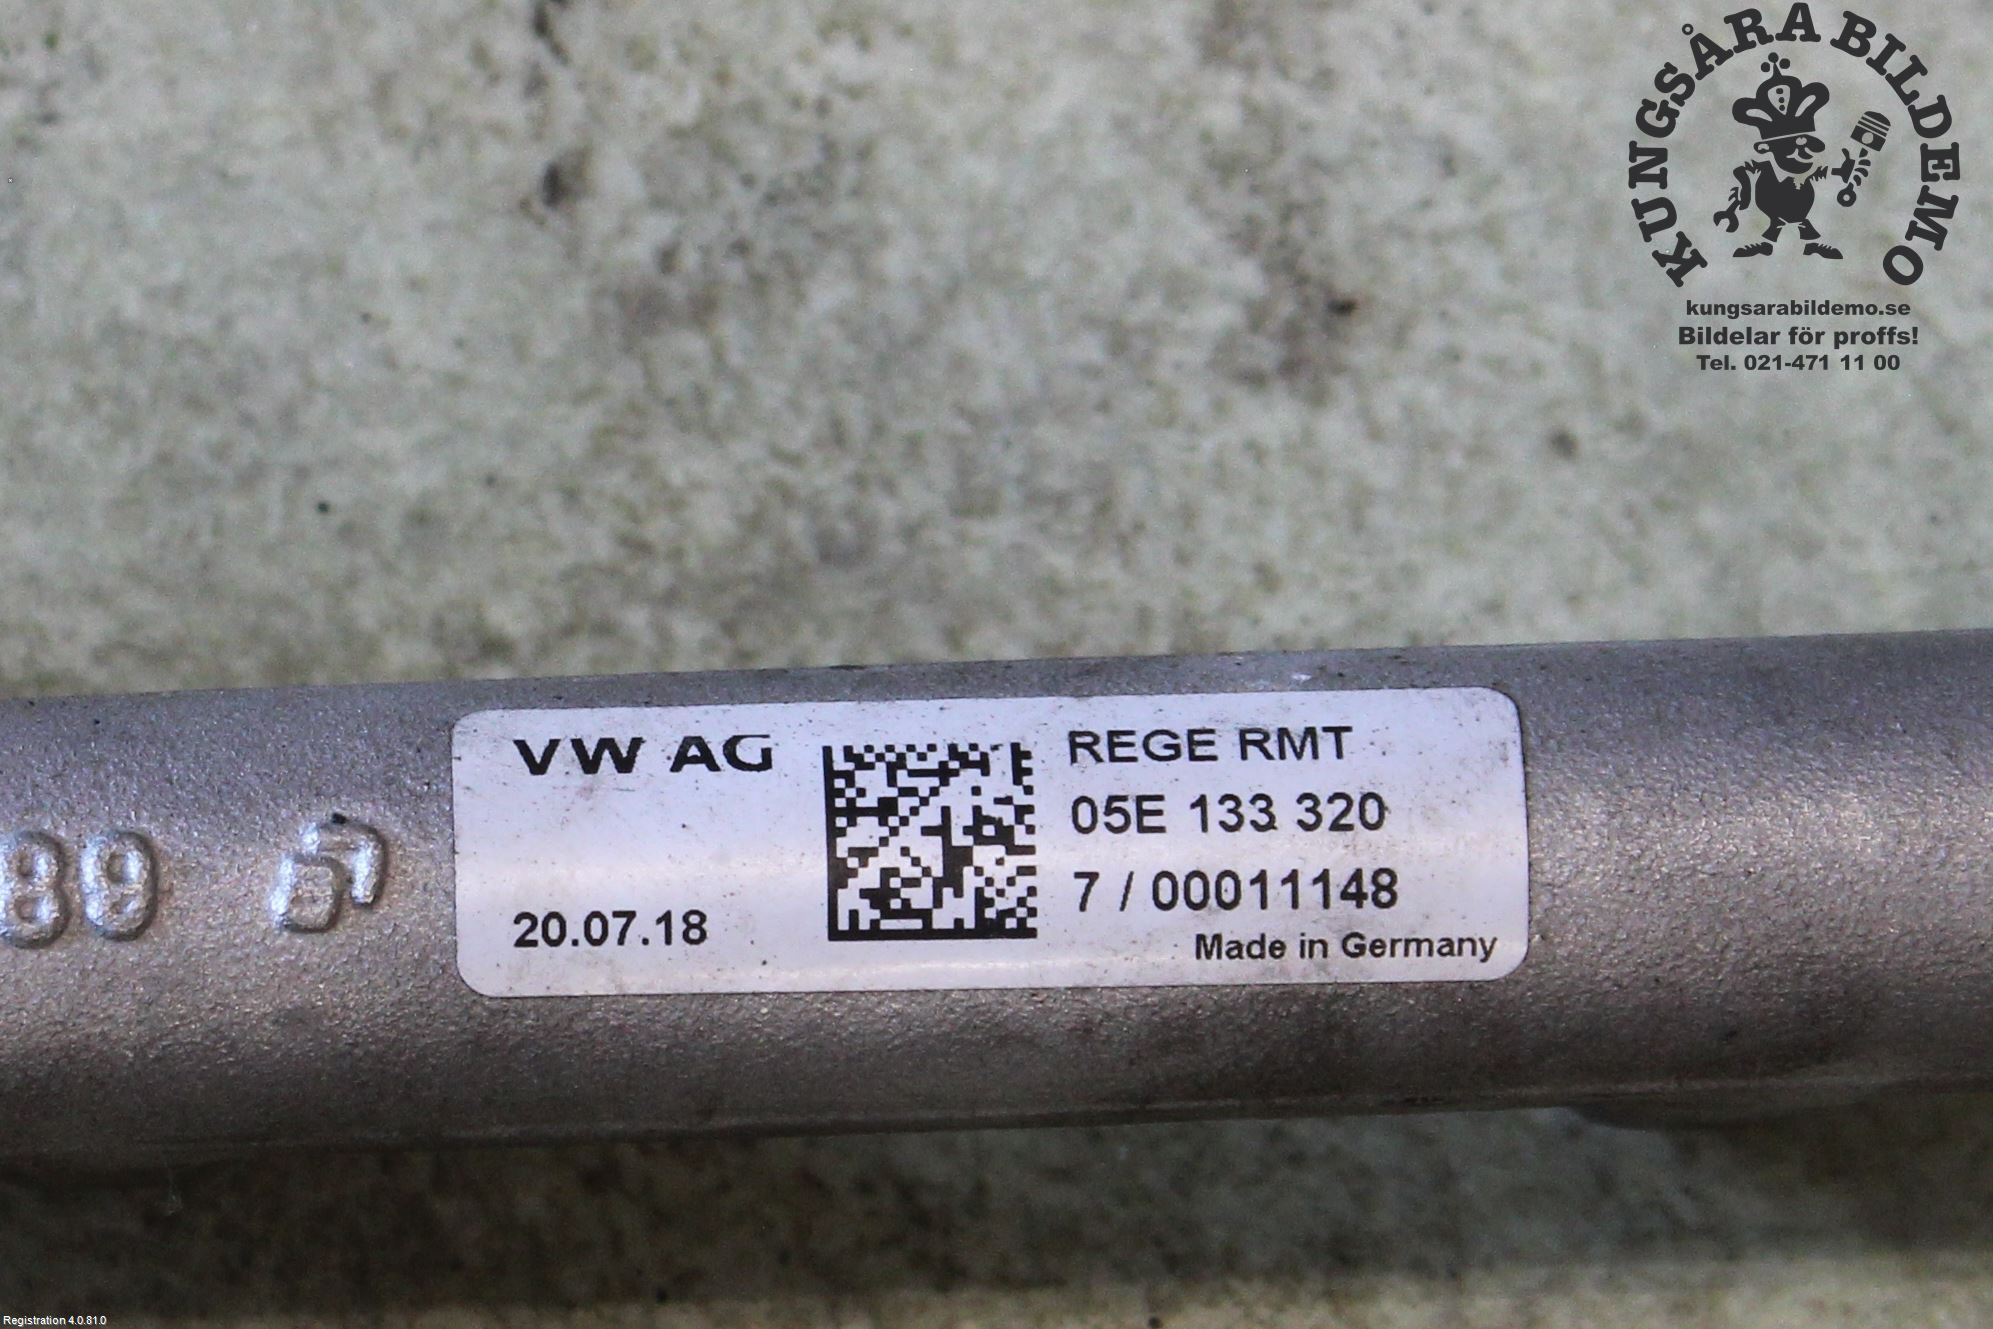 KUNGSÅRA BILDEMO
kungsarabildemo.se
Bildelar för proffs!
Tel. 021-471 11 00
VW AG
REGE RMT
05E 133 320
7 / 00011148
20.07.18
Made in Germany
Registration 4.0.81.0